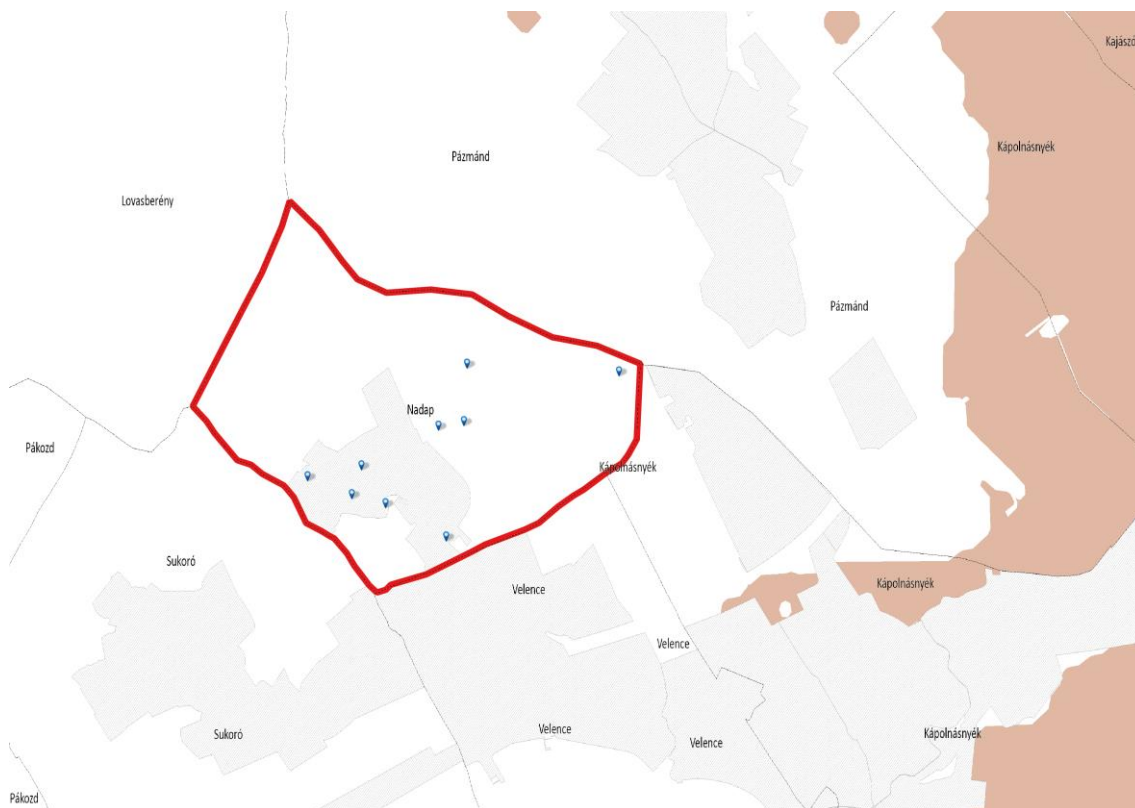 Kajászó
Kápolnásnyék
Pázmánd
Lovasberény
Pázmánd
Nadap
Pákozd
Kápolnásnyék
Sukoró
Velence
Kápolnásnyék
Velence
Sukoró
Velence
Velence
Kápolnásnyék
Pákozd